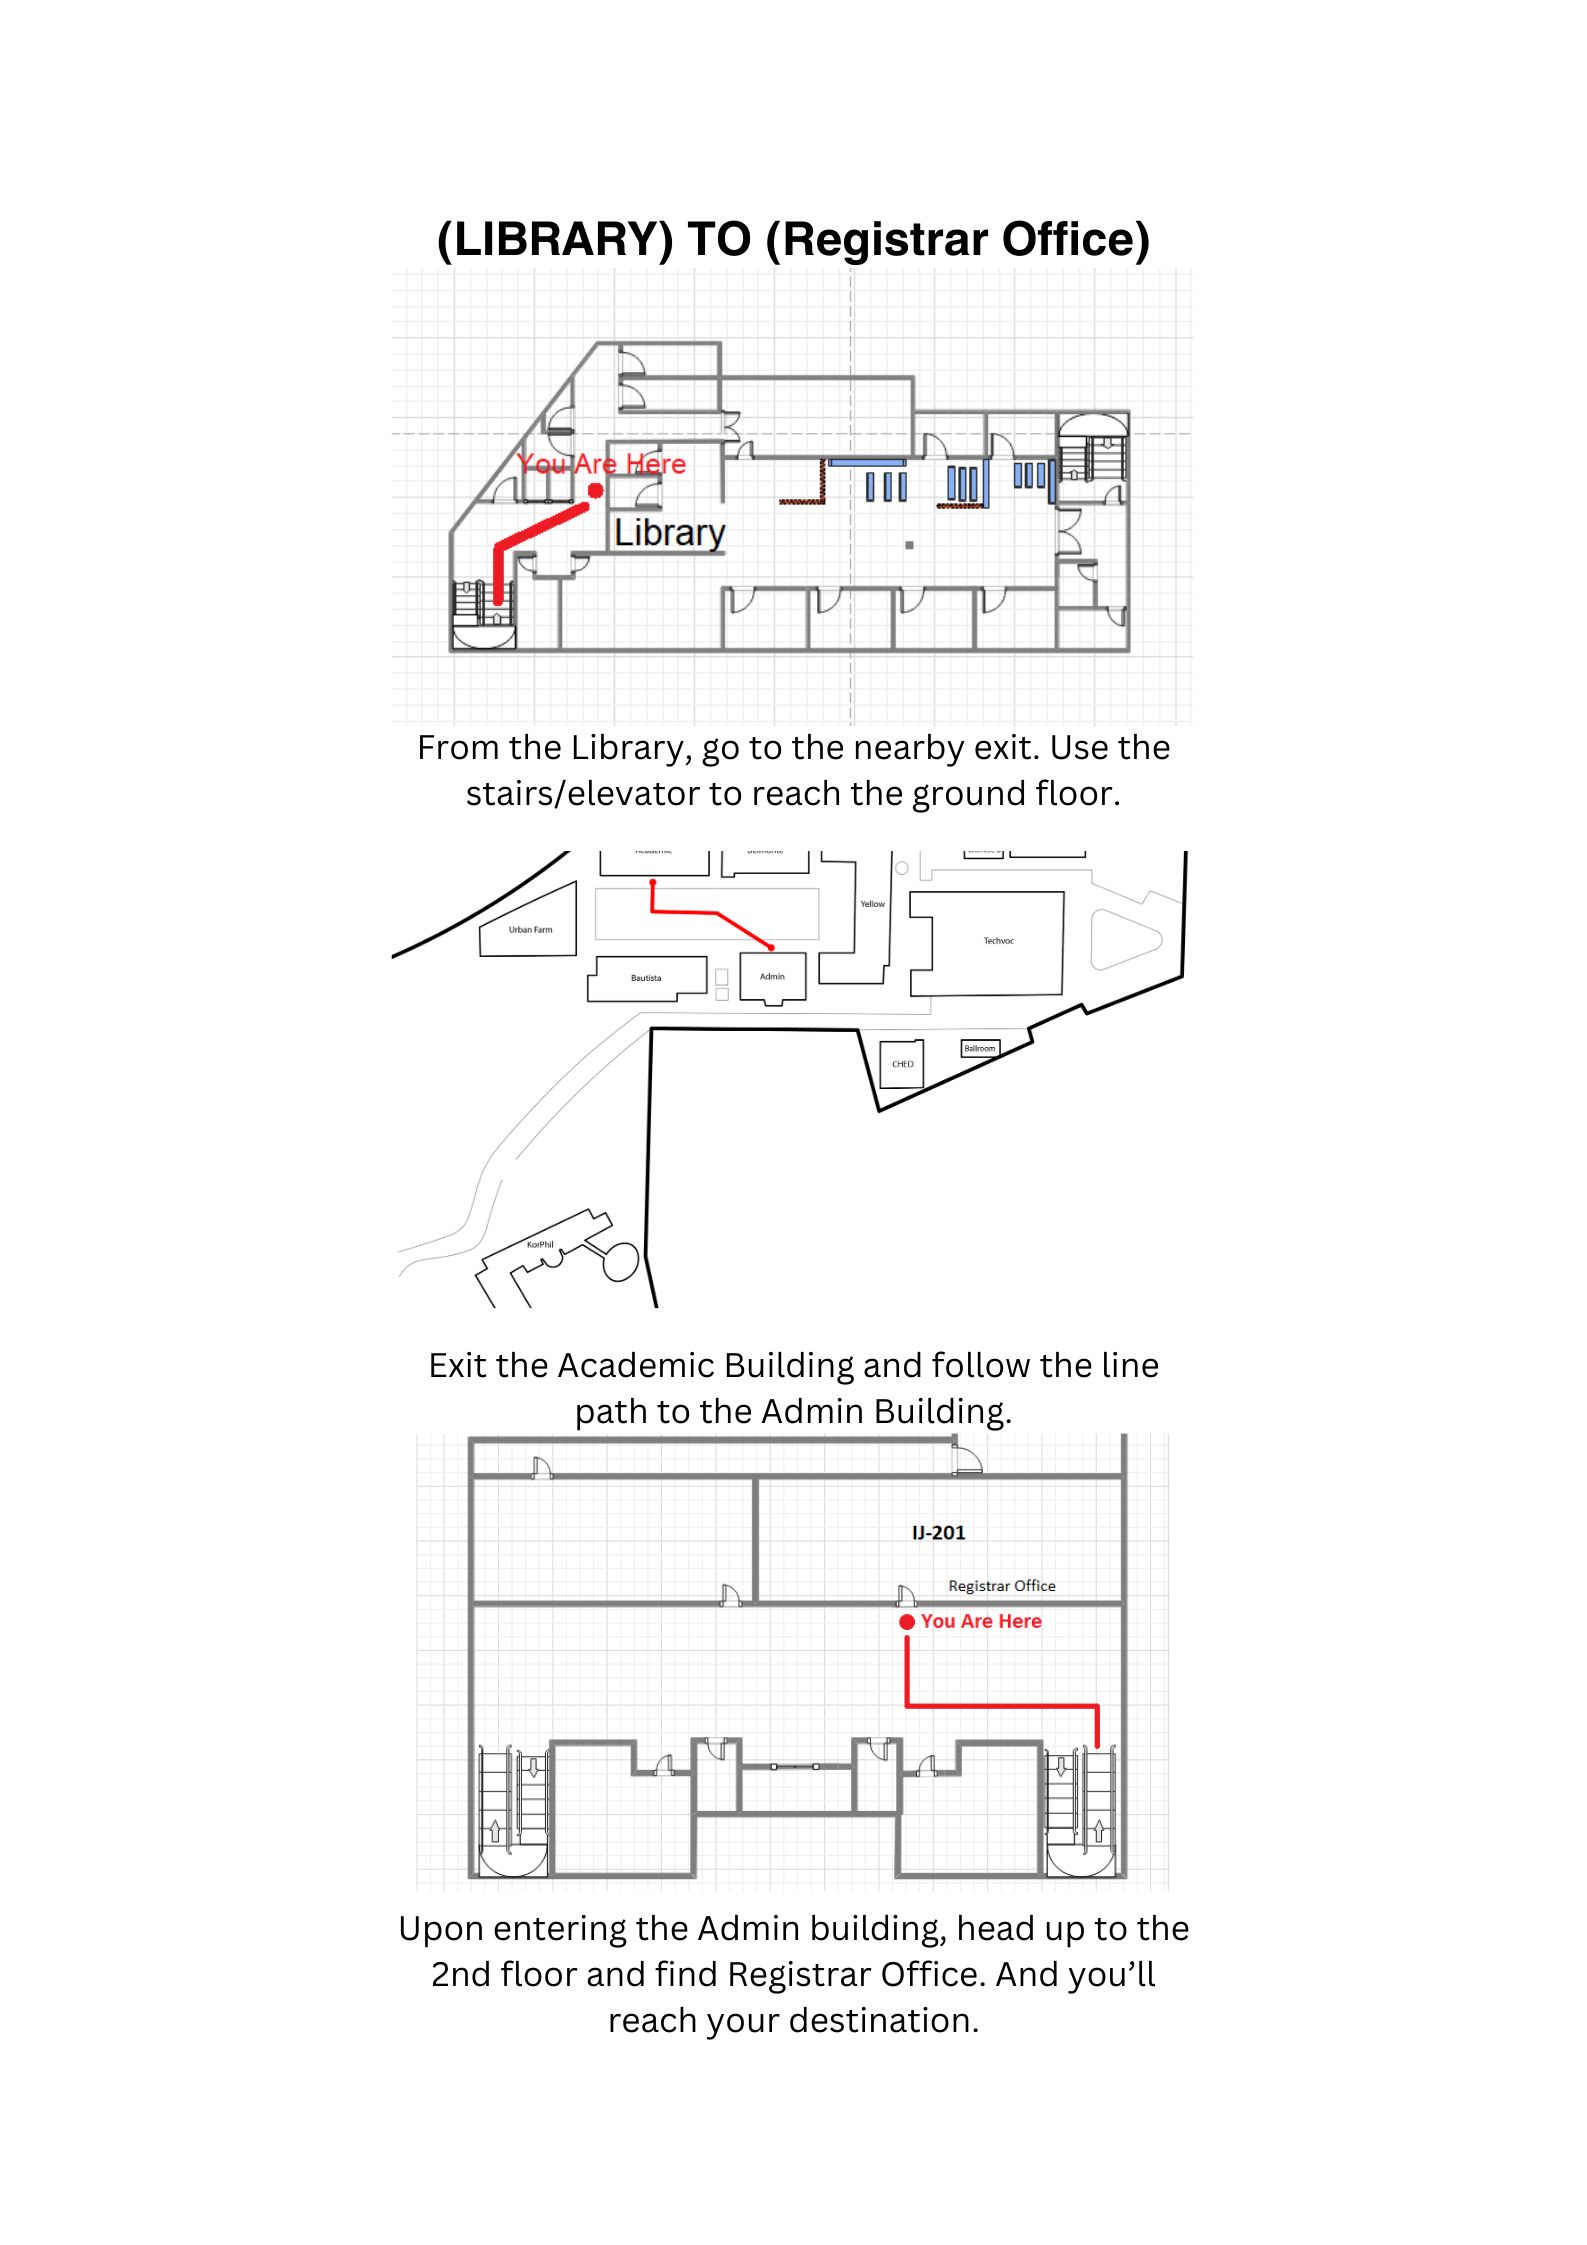 (LIBRARY) TO (Registrar Office)
You Are Here
Library
From the Library, go to the nearby exit. Use the
stairs/elevator to reach the ground floor.
Academic
Urban Farm
Yellow
Techvoc
Bautista
Admin
CHED
Ballroom
KorPhil
Exit the Academic Building and follow the line
path to the Admin Building.
IJ-201
Registrar Office
You Are Here
Upon entering the Admin building, head up to the
2nd floor and find Registrar Office. And you’ll
reach your destination.